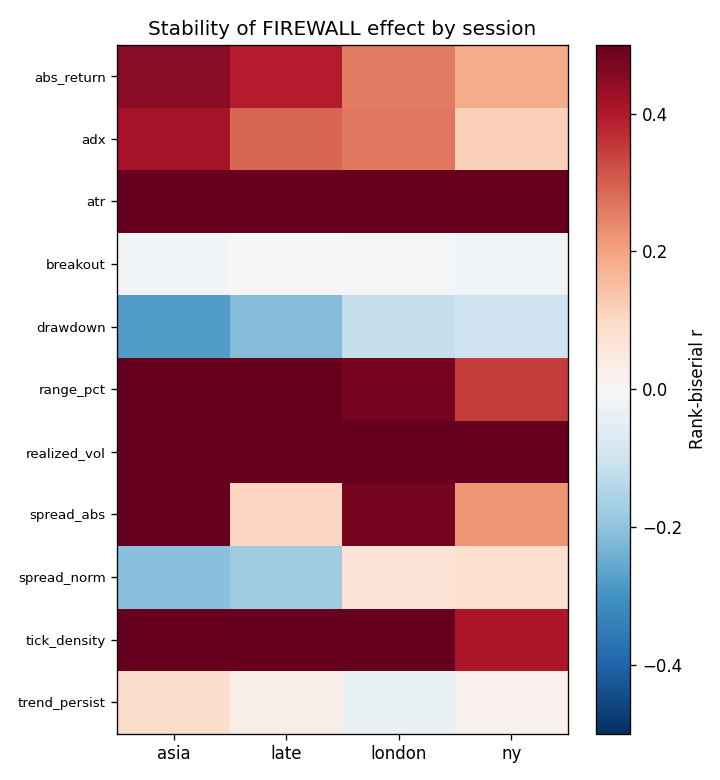 Stability of FIREWALL effect by session
abs_return
adx
atr
breakout
drawdown
range_pct
realized_vol
spread_abs
spread_norm
tick_density
trend_persist
asia
late
london
ny
0.4
0.2
0.0
−0.2
−0.4
Rank-biserial r